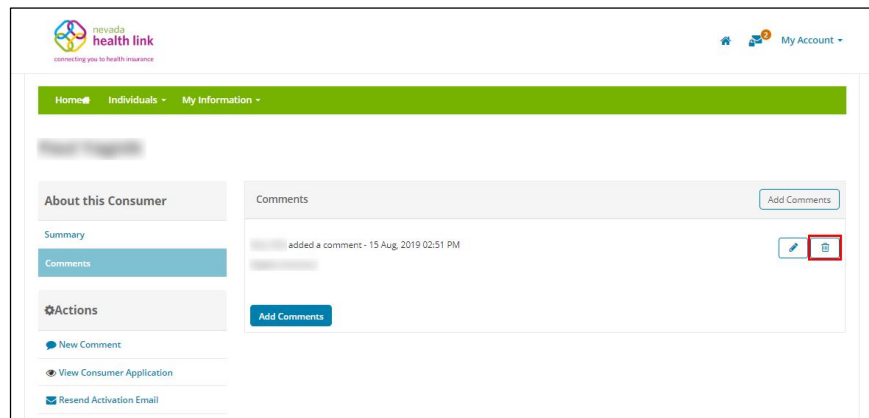 nevada
health link
connecting you to health insurance
2
My Account
Home
Individuals
My Information
About this Consumer
Summary
Comments
Actions
New Comment
View Consumer Application
Resend Activation Email
Comments
Add Comments
added a comment - 15 Aug, 2019 02:51 PM
Add Comments